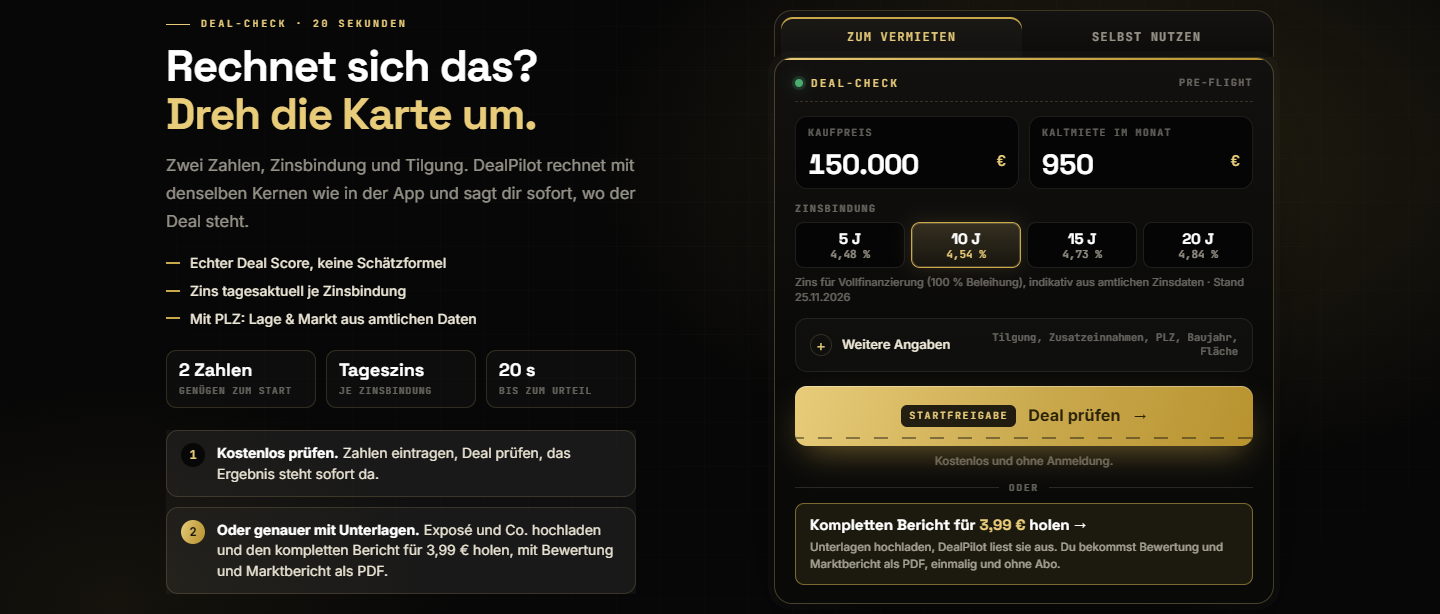 DEAL-CHECK · 20 SEKUNDEN
Rechnet sich das?
Dreh die Karte um.
Zwei Zahlen, Zinsbindung und Tilgung. DealPilot rechnet mit
denselben Kernen wie in der App und sagt dir sofort, wo der
Deal steht.
Echter Deal Score, keine Schätzformel
Zins tagesaktuell je Zinsbindung
Mit PLZ: Lage & Markt aus amtlichen Daten
2 Zahlen
GENÜGEN ZUM START
Tageszins
JE ZINSBINDUNG
20 s
BIS ZUM URTEIL
1
Kostenlos prüfen. Zahlen eintragen, Deal prüfen, das
Ergebnis steht sofort da.
2
Oder genauer mit Unterlagen. Exposé und Co. hochladen
und den kompletten Bericht für 3,99 € holen, mit Bewertung
und Marktbericht als PDF.
ZUM VERMIETEN
SELBST NUTZEN
DEAL-CHECK
PRE-FLIGHT
KAUFPREIS
150.000 €
KALTMIETE IM MONAT
950 €
ZINSBINDUNG
5 J
4,48 %
10 J
4,54 %
15 J
4,73 %
20 J
4,84 %
Zins für Vollfinanzierung (100 % Beleihung), indikativ aus amtlichen Zinsdaten · Stand
25.11.2026
+ Weitere Angaben
Tilgung, Zusatzeinnahmen, PLZ, Baujahr,
Fläche
STARTFREIGABE Deal prüfen →
Kostenlos und ohne Anmeldung.
ODER
Kompletten Bericht für 3,99 € holen →
Unterlagen hochladen, DealPilot liest sie aus. Du bekommst Bewertung und
Marktbericht als PDF, einmalig und ohne Abo.